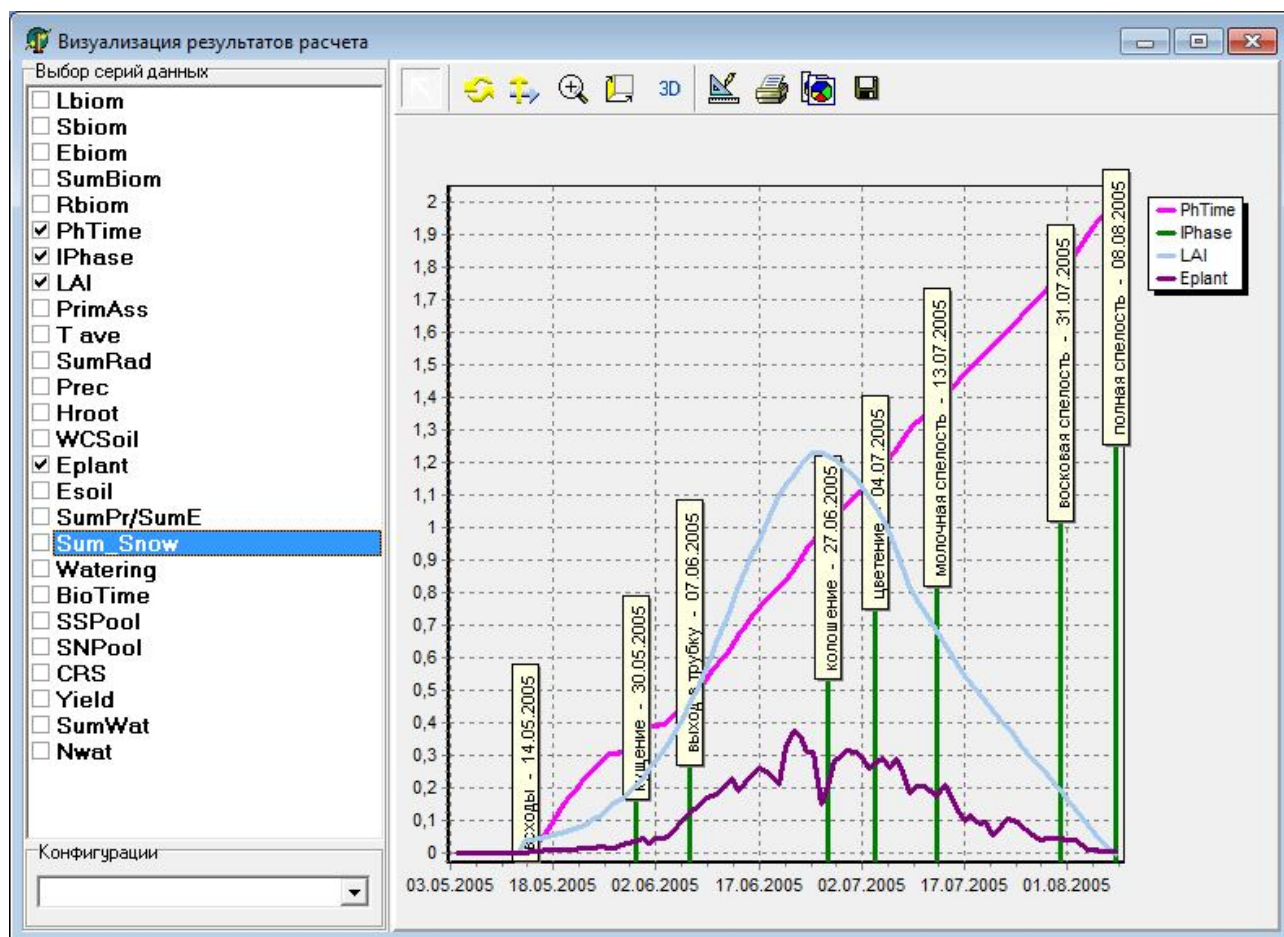 Визуализация результатов расчета
Выбор серий данных
Lbiom
Sbiom
Ebiom
SumBiom
Rbiom
PhTime
IPhase
LAI
PrimAss
T ave
SumRad
Prec
Hroot
WCSoil
Eplant
Esoil
SumPr/SumE
Sum_Snow
Watering
BioTime
SSPool
SNPool
CRS
Yield
SumWat
Nwat
Конфигурации
3D
2
1,9
1,8
1,7
1,6
1,5
1,4
1,3
1,2
1,1
1
0,9
0,8
0,7
0,6
0,5
0,4
0,3
0,2
0,1
0
всходы - 14.05.2005
кущение - 30.05.2005
выход в трубку - 07.06.2005
колошение - 27.06.2005
цветение - 04.07.2005
молочная спелость - 13.07.2005
восковая спелость - 31.07.2005
полная спелость - 08.08.2005
03.05.2005 18.05.2005 02.06.2005 17.06.2005 02.07.2005 17.07.2005 01.08.2005
PhTime
IPhase
LAI
Eplant